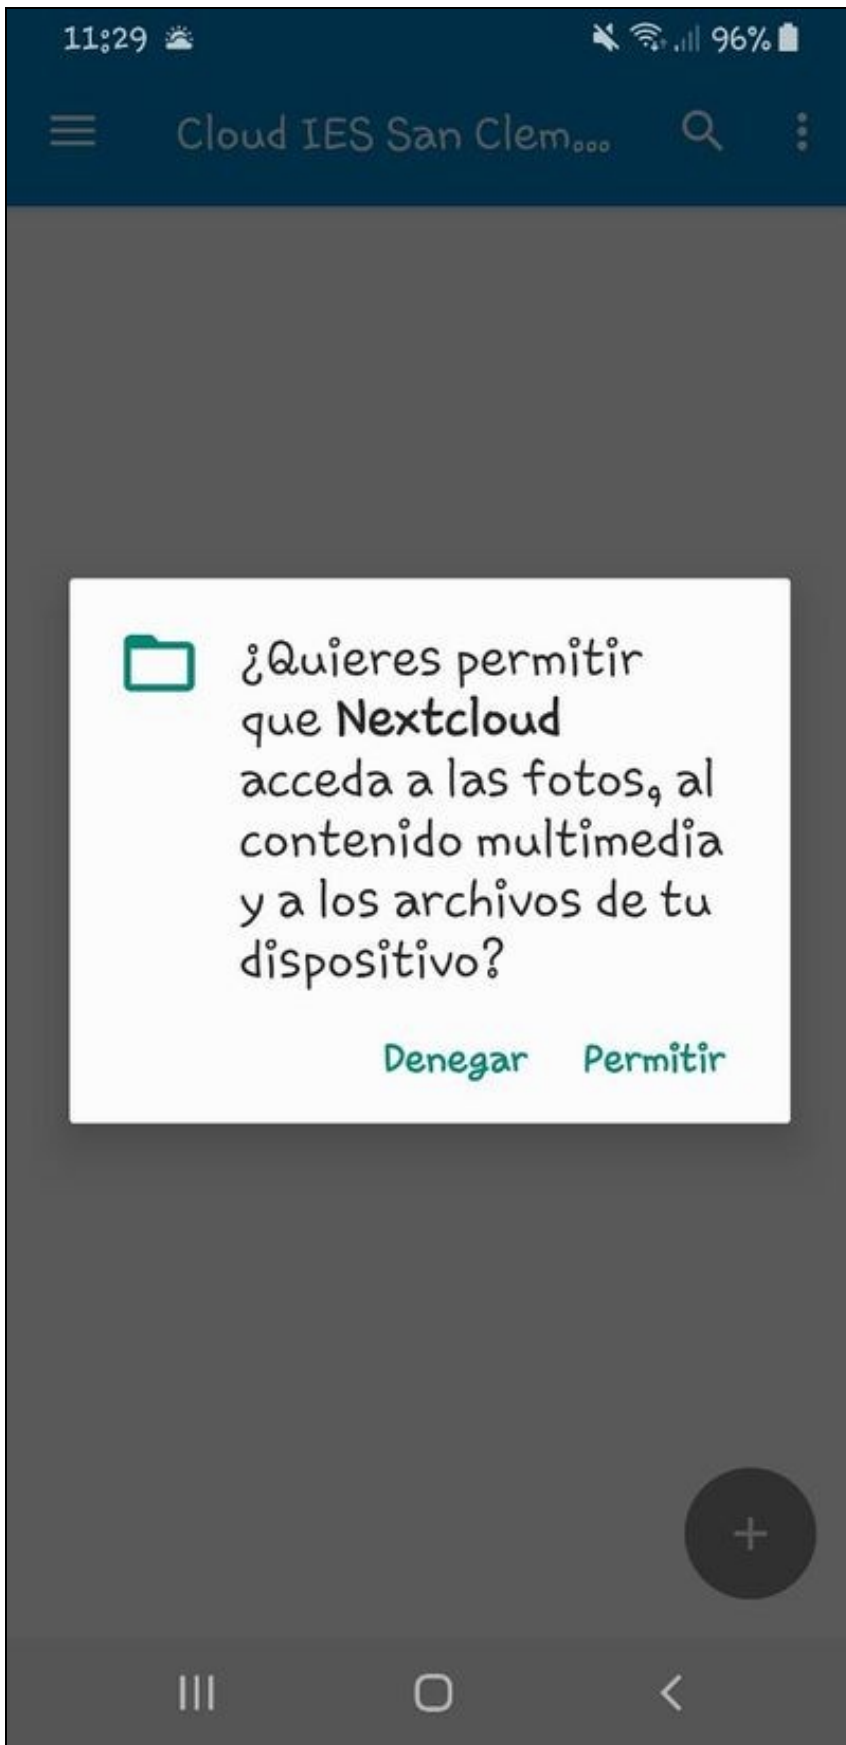 11:29 96%
Cloud IES San Clem...
¿Quieres permitir
que Nextcloud
acceda a las fotos, al
contenido multimedia
y a los archivos de tu
dispositivo?
Denegar Permitir